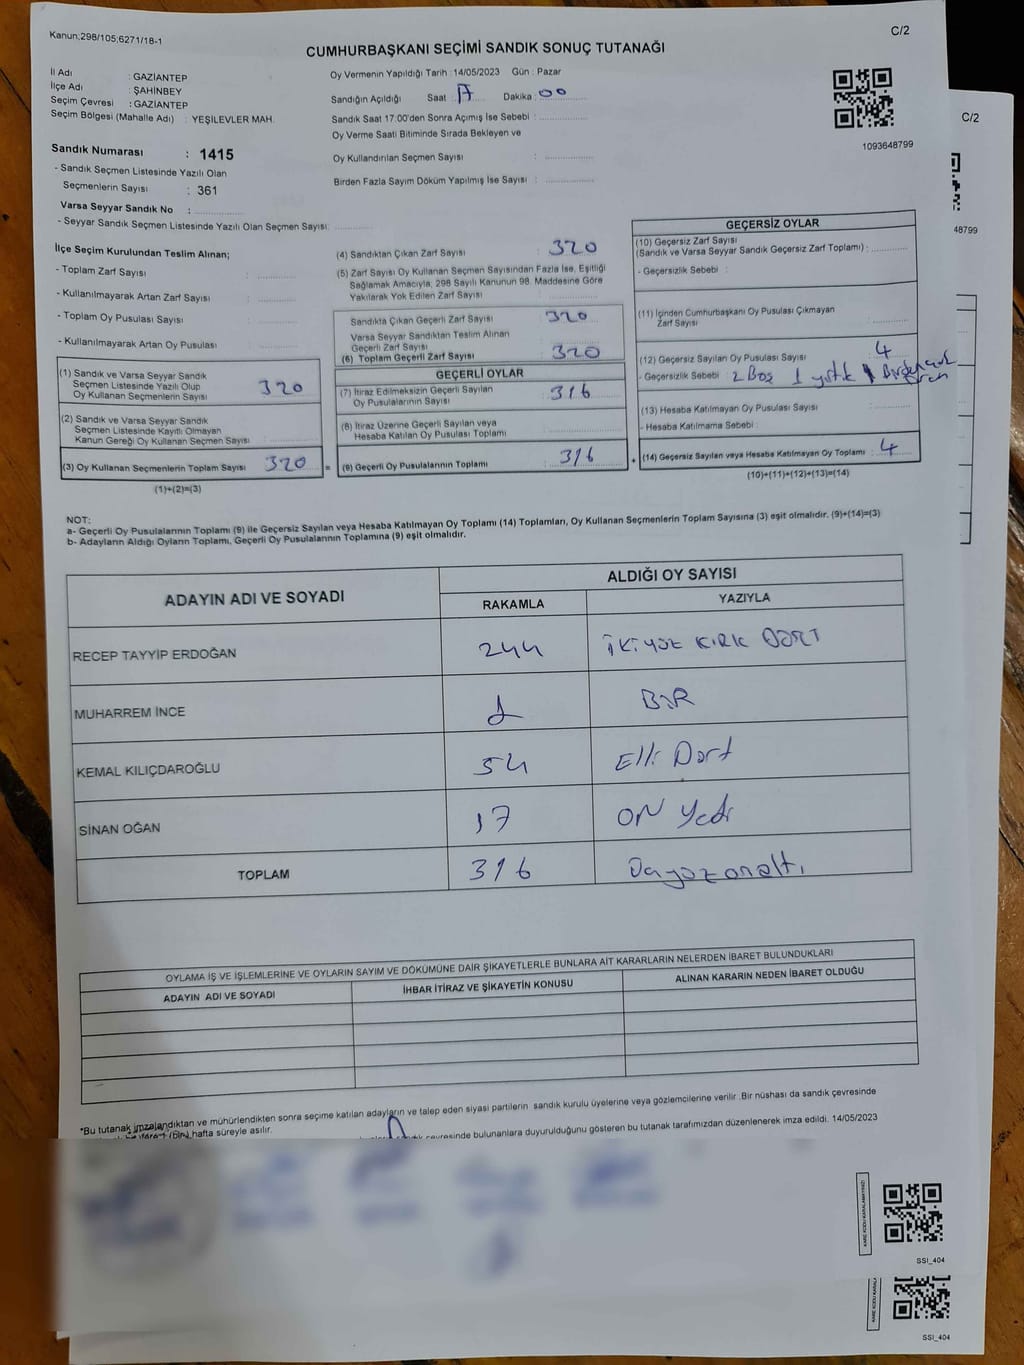 Kanun;298/105;6271/18-1
C/2
CUMHURBAŞKANI SEÇİMİ SANDIK SONUÇ TUTANAĞI
İl Adı : GAZİANTEP
İlçe Adı : ŞAHİNBEY
Seçim Çevresi : GAZİANTEP
Seçim Bölgesi (Mahalle Adı) : YEŞİLEVLER MAH.
Sandık Numarası : 1415
- Sandık Seçmen Listesinde Yazılı Olan
Seçmenlerin Sayısı : 361
Varsa Seyyar Sandık No :
- Seyyar Sandık Seçmen Listesinde Yazılı Olan Seçmen Sayısı:
Oy Vermenin Yapıldığı Tarih : 14/05/2023 Gün : Pazar
Sandığın Açıldığı Saat : 17 Dakika : 00
Sandık Saat 17:00'den Sonra Açımış İse Sebebi :
Oy Verme Saati Bitiminde Sırada Bekleyen ve
Oy Kullandırılan Seçmen Sayısı :
Birden Fazla Sayım Döküm Yapılmış İse Sayısı :
1093648799
İlçe Seçim Kurulundan Teslim Alınan;
- Toplam Zarf Sayısı :
- Kullanılmayarak Artan Zarf Sayısı :
- Toplam Oy Pusulası Sayısı :
- Kullanılmayarak Artan Oy Pusulası :
(1) Sandık ve Varsa Seyyar Sandık
Seçmen Listesinde Yazılı Olup
Oy Kullanan Seçmenlerin Sayısı : 320
(2) Sandık ve Varsa Seyyar Sandık
Seçmen Listesinde Kayıtlı Olmayan
Kanun Gereği Oy Kullanan Seçmen Sayısı :
(3) Oy Kullanan Seçmenlerin Toplam Sayısı : 320
(1)+(2)=(3)
(4) Sandıktan Çıkan Zarf Sayısı : 320
(5) Zarf Sayısı Oy Kullanan Seçmen Sayısından Fazla İse, Eşitliği
Sağlamak Amacıyla, 298 Sayılı Kanunun 98. Maddesine Göre
Yakılarak Yok Edilen Zarf Sayısı :
Sandıkta Çıkan Geçerli Zarf Sayısı : 320
Varsa Seyyar Sandıktan Teslim Alınan
Geçerli Zarf Sayısı :
(6) Toplam Geçerli Zarf Sayısı : 320
GEÇERLİ OYLAR
(7) İtiraz Edilmeksizin Geçerli Sayılan
Oy Pusulalarının Sayısı : 316
(8) İtiraz Üzerine Geçerli Sayılan veya
Hesaba Katılan Oy Pusulası Toplamı :
=
(9) Geçerli Oy Pusulalarının Toplamı : 316
GEÇERSİZ OYLAR
(10) Geçersiz Zarf Sayısı
(Sandık ve Varsa Seyyar Sandık Geçersiz Zarf Toplamı) :
- Geçersizlik Sebebi :
(11) İçinden Cumhurbaşkanı Oy Pusulası Çıkmayan
Zarf Sayısı :
(12) Geçersiz Sayılan Oy Pusulası Sayısı : 4
- Geçersizlik Sebebi : 2 Boş 1 yırtık 1
(13) Hesaba Katılmayan Oy Pusulası Sayısı :
- Hesaba Katılmama Sebebi :
+
(14) Geçersiz Sayılan veya Hesaba Katılmayan Oy Toplamı : 4
(10)+(11)+(12)+(13)=(14)
NOT:
a- Geçerli Oy Pusulalarının Toplamı (9) ile Geçersiz Sayılan veya Hesaba Katılmayan Oy Toplamı (14) Toplamları, Oy Kullanan Seçmenlerin Toplam Sayısına (3) eşit olmalıdır. (9)+(14)=(3)
b- Adayların Aldığı Oyların Toplamı, Geçerli Oy Pusulalarının Toplamına (9) eşit olmalıdır.
ADAYIN ADI VE SOYADI
ALDIĞI OY SAYISI
RAKAMLA YAZIYLA
RECEP TAYYİP ERDOĞAN 244 İKİYÜZ KIRK DÖRT
MUHARREM İNCE 1 BİR
KEMAL KILIÇDAROĞLU 54 Elli Dört
SİNAN OĞAN 17 ON Yedi
TOPLAM 316 Üçyüzonaltı
OYLAMA İŞ VE İŞLEMLERİNE VE OYLARIN SAYIM VE DÖKÜMÜNE DAİR ŞİKAYETLERLE BUNLARA AİT KARARLARIN NELERDEN İBARET BULUNDUKLARI
ADAYIN ADI VE SOYADI
İHBAR İTİRAZ VE ŞİKAYETİN KONUSU
ALINAN KARARIN NEDEN İBARET OLDUĞU
*Bu tutanak imzalandıktan ve mühürlendikten sonra seçime katılan adayların ve talep eden siyasi partilerin sandık kurulu üyelerine veya gözlemcilerine verilir. Bir nüshası da sandık çevresinde
(Bir) hafta süreyle asılır.
çevresinde bulunanlara duyurulduğunu gösteren bu tutanak tarafımızdan düzenlenerek imza edildi. 14/05/2023
KARE KODU KARALAMAYINIZ!
SSI_404
C/2
48799
KARE KODU KARALA
SSI_404